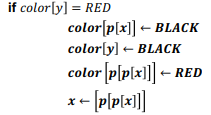 if color[y] = RED
color[p[x]] ← BLACK
color[y] ← BLACK
color[p[p[x]]] ← RED
x ← [p[p[x]]]